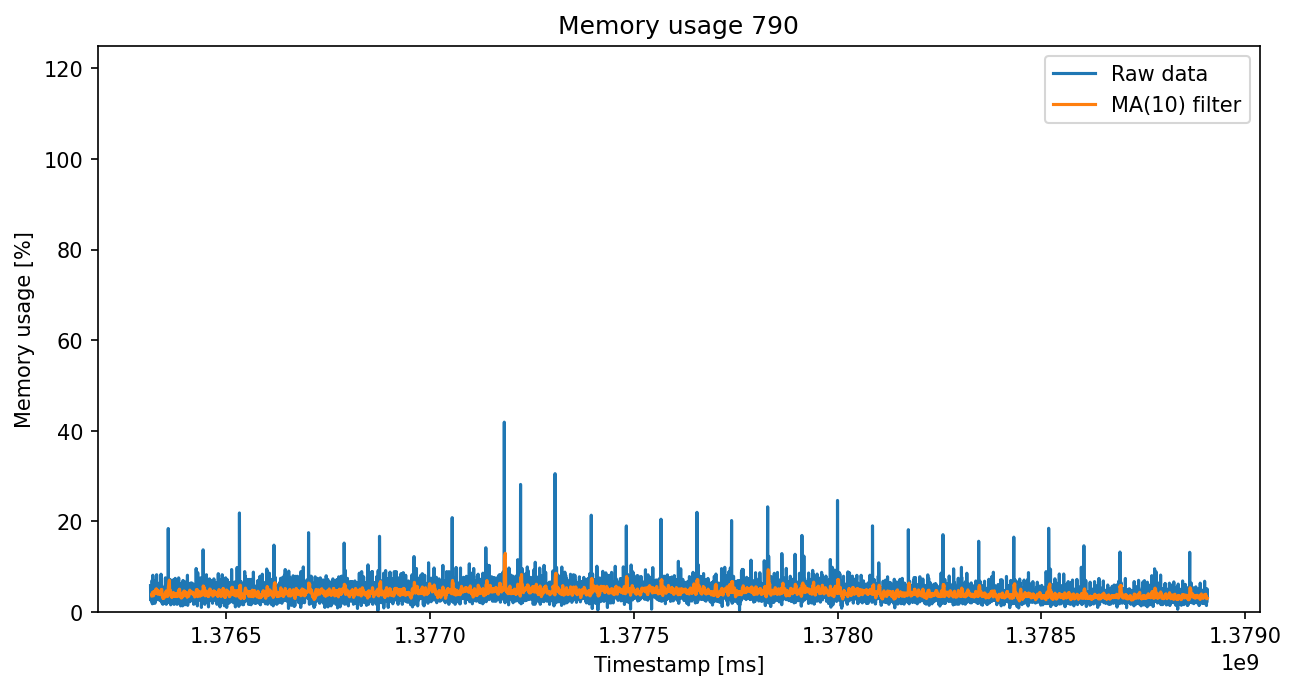 Memory usage 790
Raw data
MA(10) filter
Memory usage [%]
120
100
80
60
40
20
0
1.3765 1.3770 1.3775 1.3780 1.3785 1.3790
1e9
Timestamp [ms]